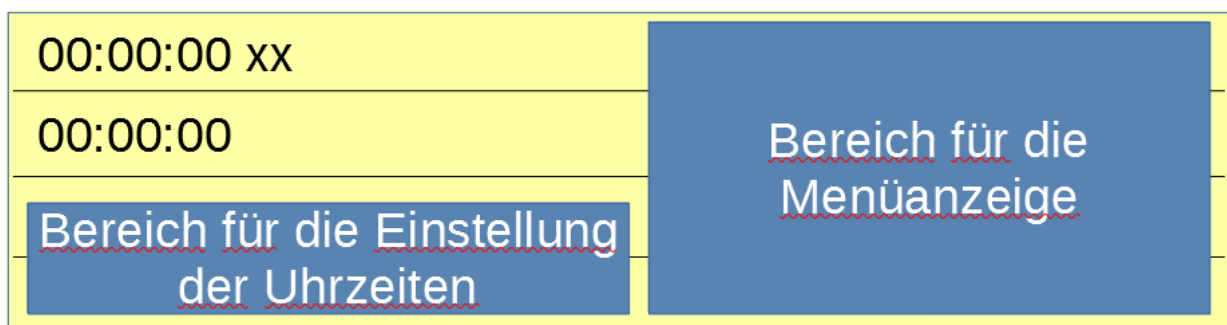 00:00:00 xx
00:00:00
Bereich für die Einstellung
der Uhrzeiten
Bereich für die
Menüanzeige